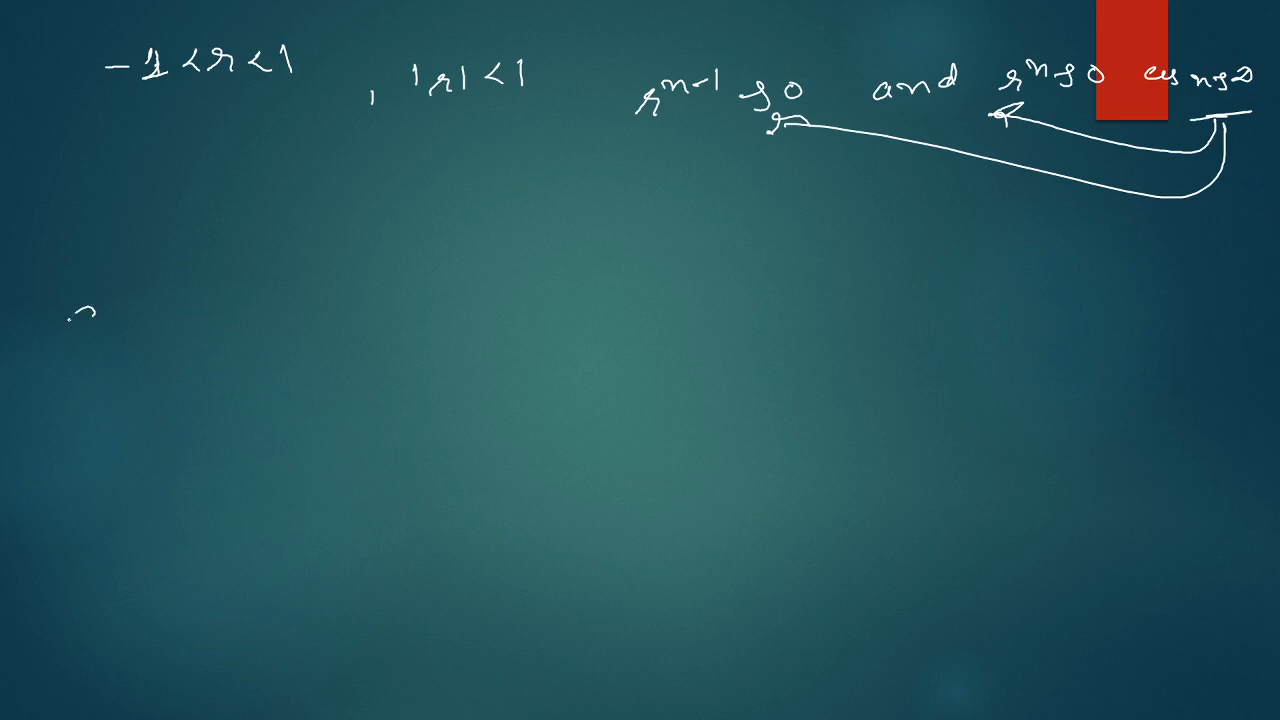 -1 < r < 1 , |r| < 1 r^{n-1} → 0 and r^n → 0 as n → ∞